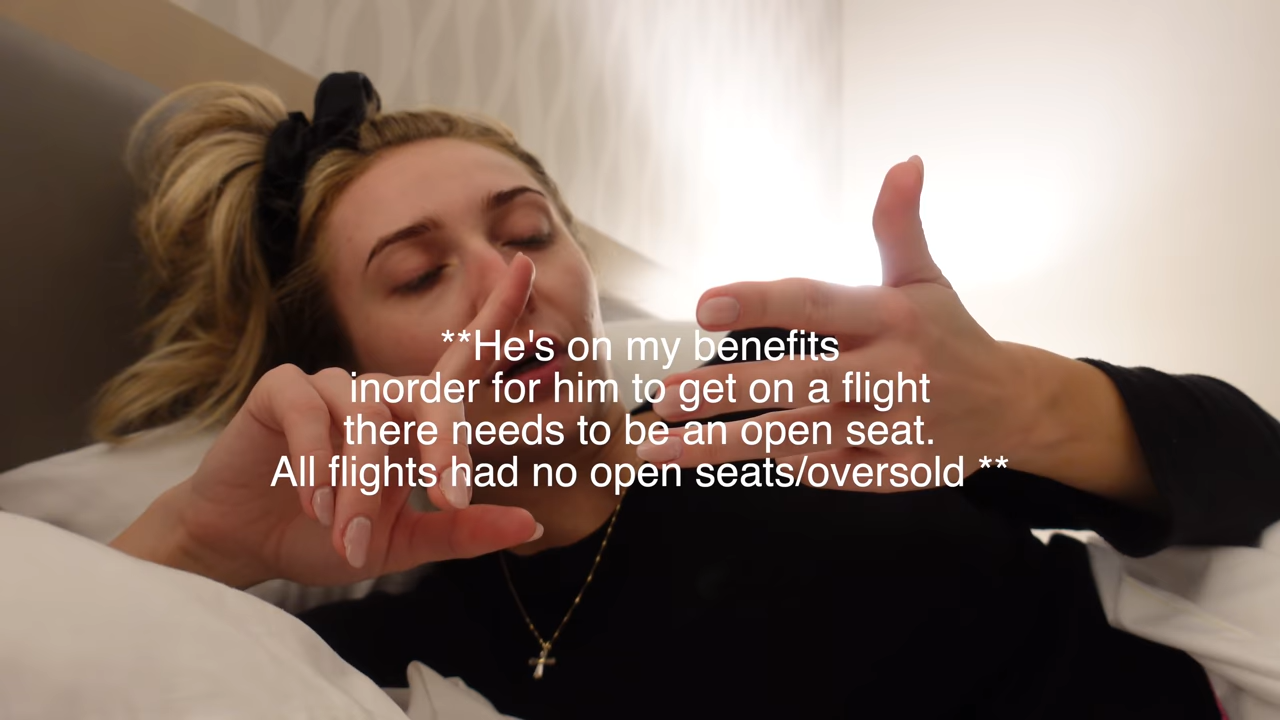 **He's on my benefits
inorder for him to get on a flight
there needs to be an open seat.
All flights had no open seats/oversold **